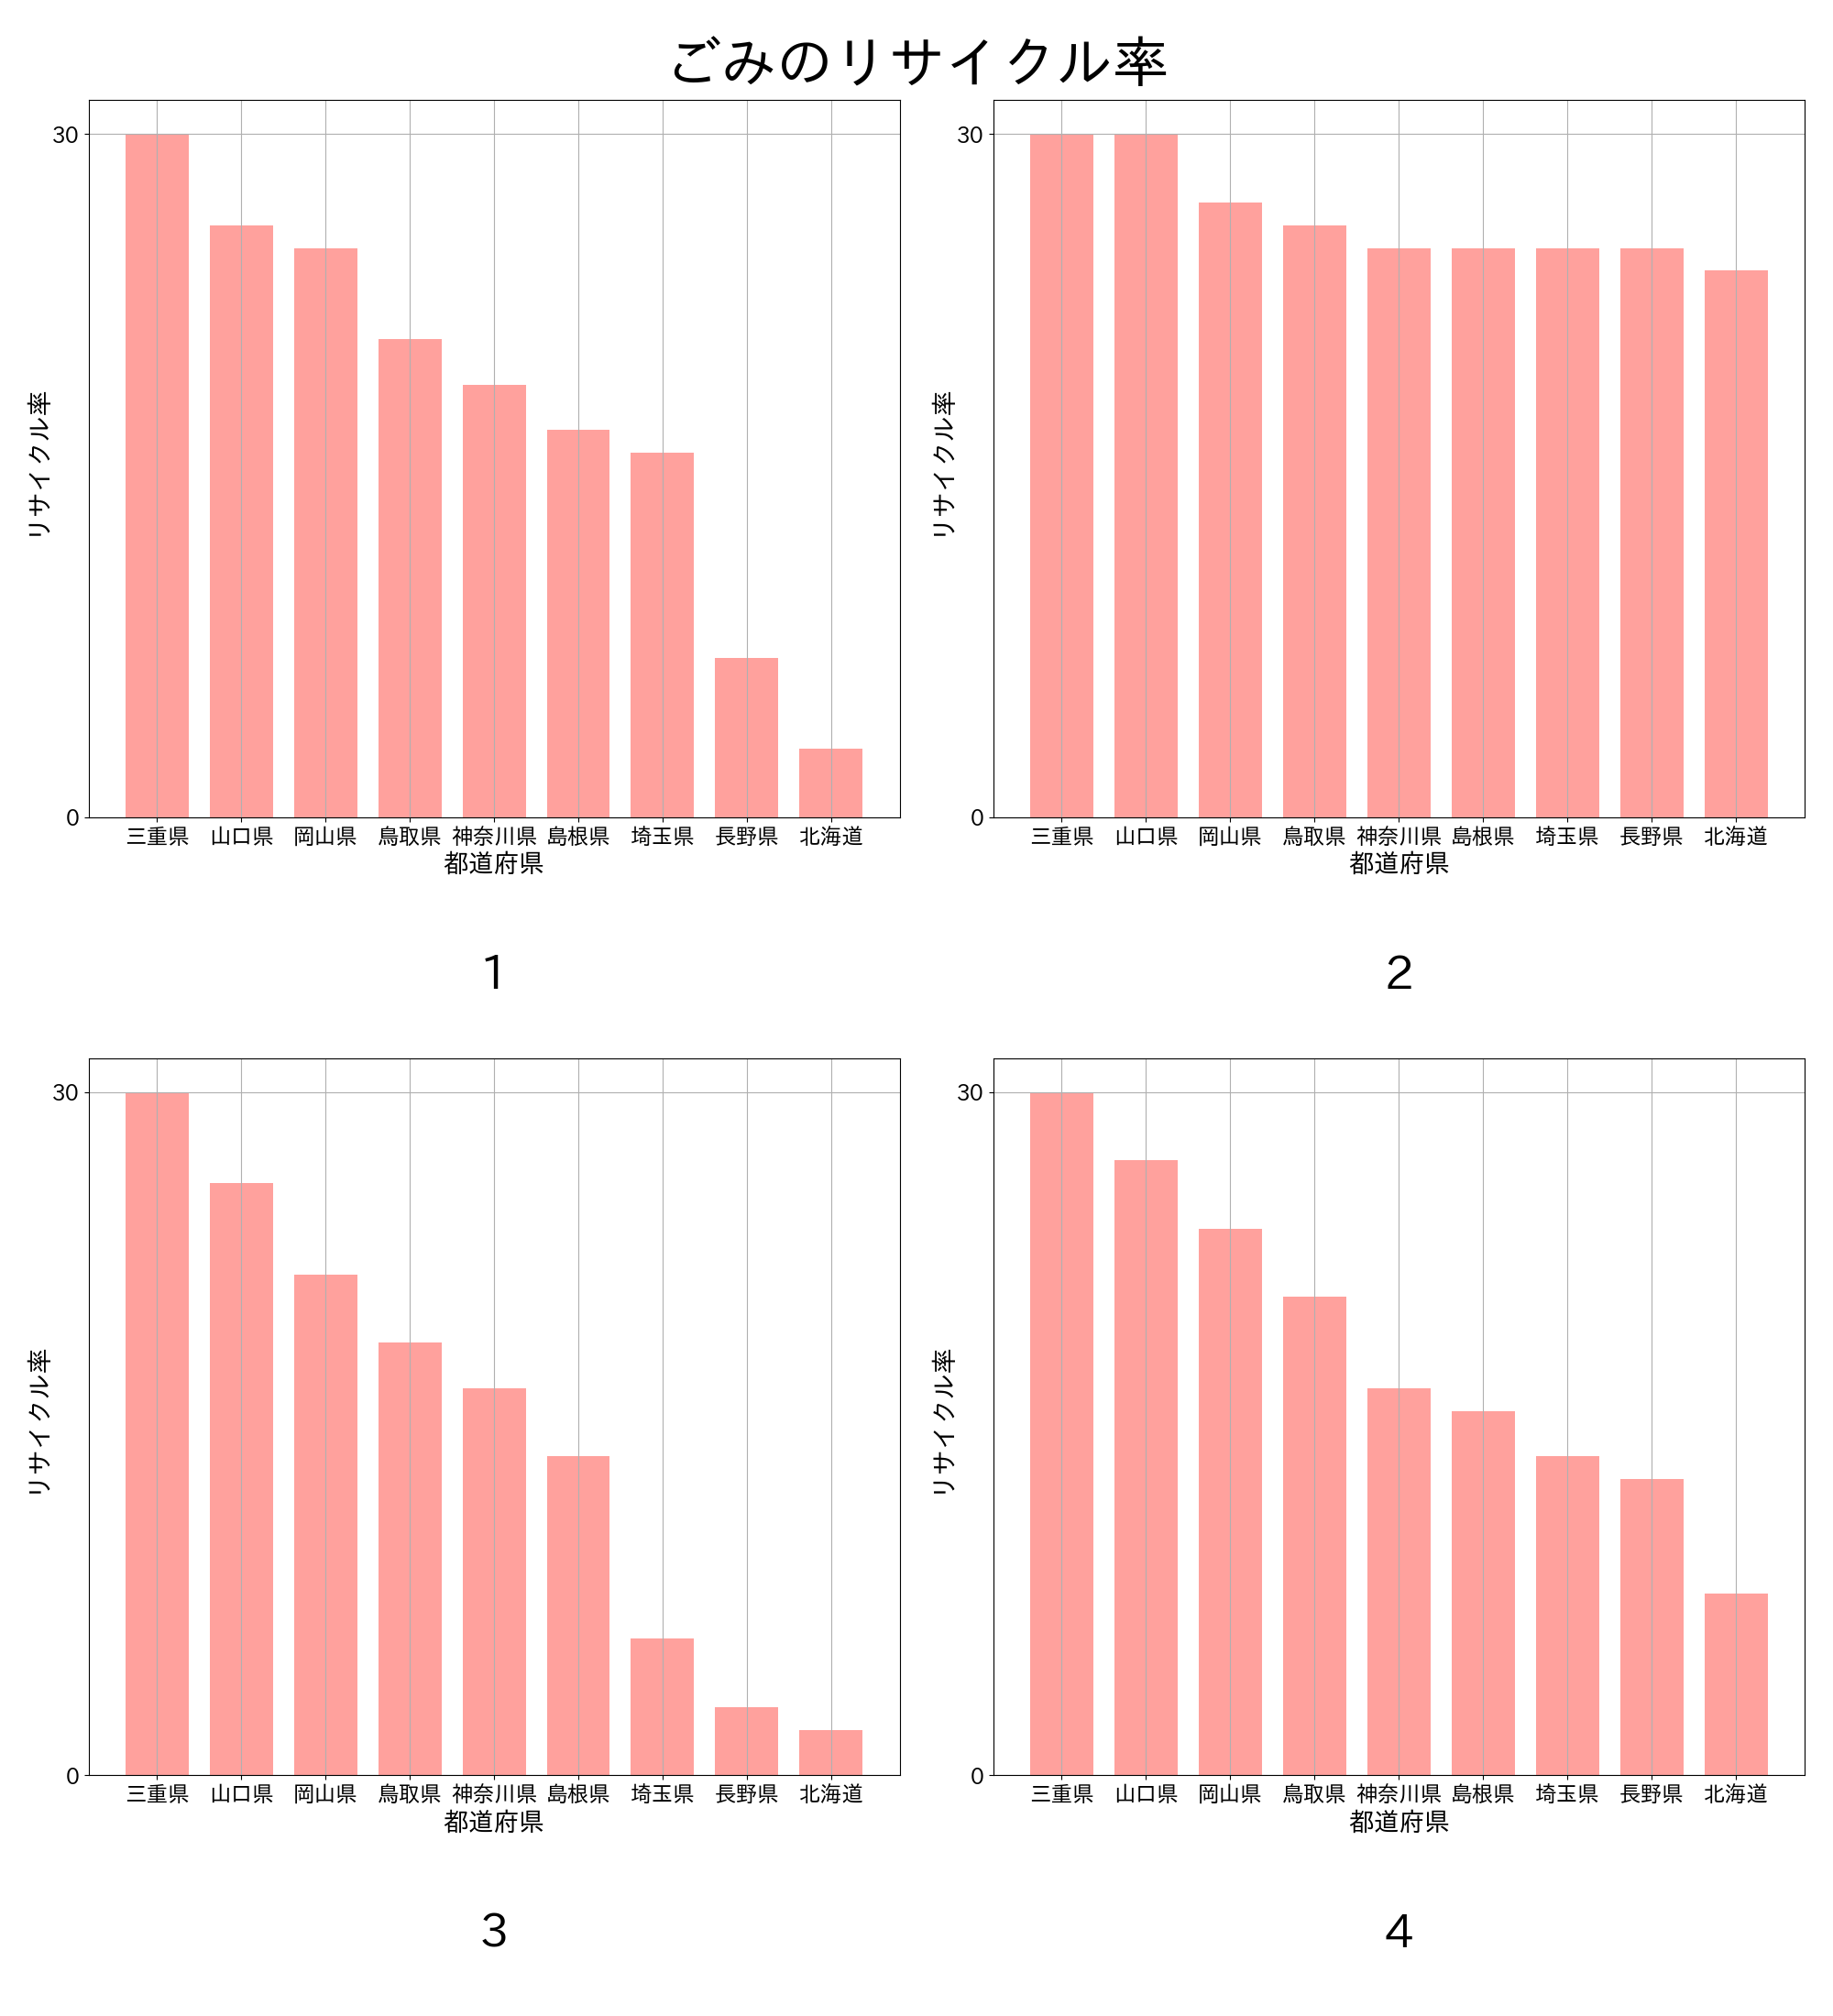 ごみのリサイクル率
30
0
リサイクル率
三重県 山口県 岡山県 鳥取県 神奈川県 島根県 埼玉県 長野県 北海道
都道府県
1
30
0
リサイクル率
三重県 山口県 岡山県 鳥取県 神奈川県 島根県 埼玉県 長野県 北海道
都道府県
2
30
0
リサイクル率
三重県 山口県 岡山県 鳥取県 神奈川県 島根県 埼玉県 長野県 北海道
都道府県
3
30
0
リサイクル率
三重県 山口県 岡山県 鳥取県 神奈川県 島根県 埼玉県 長野県 北海道
都道府県
4